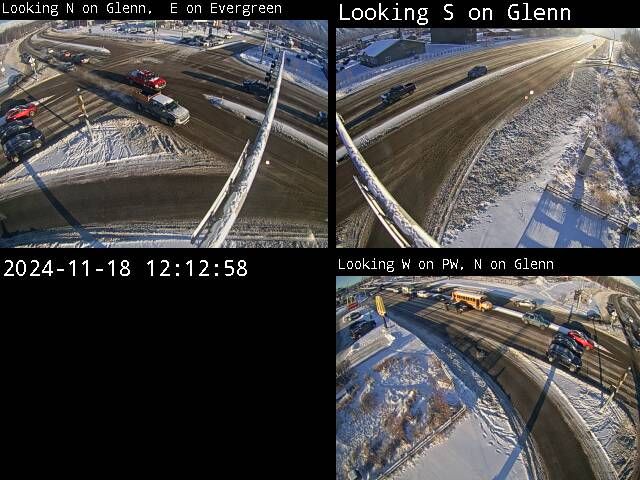 Looking N on Glenn,  E on Evergreen
Looking S on Glenn
2024-11-18 12:12:58
Looking W on PW, N on Glenn